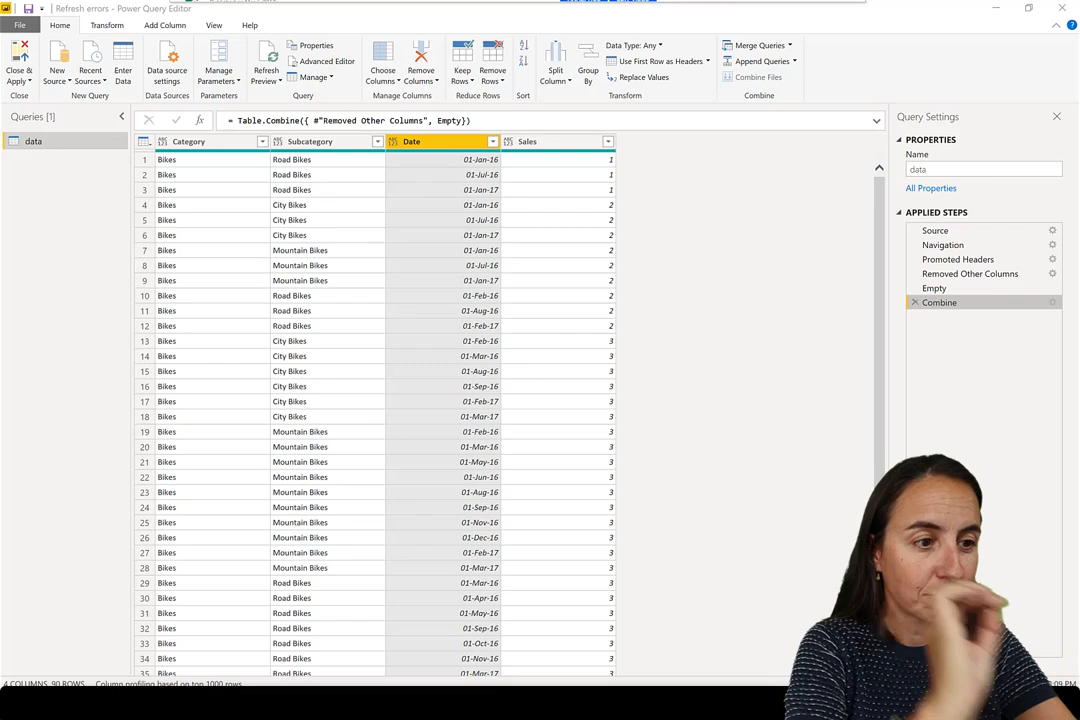 Refresh errors - Power Query Editor
File Home Transform Add Column View Help
Close & Apply
New Source
Recent Sources
Enter Data
Data source settings
Manage Parameters
Refresh Preview
Properties
Advanced Editor
Manage
Choose Columns
Remove Columns
Keep Rows
Remove Rows
Split Column
Group By
Data Type: Any
Use First Row as Headers
Replace Values
Merge Queries
Append Queries
Combine Files
Close New Query Data Sources Parameters Query Manage Columns Reduce Rows Sort Transform Combine
Queries [1]
data
fx = Table.Combine({ #"Removed Other Columns", Empty})
ABC 123 Category ABC 123 Subcategory ABC 123 Date ABC 123 Sales
1 Bikes Road Bikes 01-Jan-16 1
2 Bikes Road Bikes 01-Jul-16 1
3 Bikes Road Bikes 01-Jan-17 1
4 Bikes City Bikes 01-Jan-16 2
5 Bikes City Bikes 01-Jul-16 2
6 Bikes City Bikes 01-Jan-17 2
7 Bikes Mountain Bikes 01-Jan-16 2
8 Bikes Mountain Bikes 01-Jul-16 2
9 Bikes Mountain Bikes 01-Jan-17 2
10 Bikes Road Bikes 01-Feb-16 2
11 Bikes Road Bikes 01-Aug-16 2
12 Bikes Road Bikes 01-Feb-17 2
13 Bikes City Bikes 01-Feb-16 3
14 Bikes City Bikes 01-Mar-16 3
15 Bikes City Bikes 01-Aug-16 3
16 Bikes City Bikes 01-Sep-16 3
17 Bikes City Bikes 01-Feb-17 3
18 Bikes City Bikes 01-Mar-17 3
19 Bikes Mountain Bikes 01-Feb-16 3
20 Bikes Mountain Bikes 01-Mar-16 3
21 Bikes Mountain Bikes 01-May-16 3
22 Bikes Mountain Bikes 01-Jun-16 3
23 Bikes Mountain Bikes 01-Aug-16 3
24 Bikes Mountain Bikes 01-Sep-16 3
25 Bikes Mountain Bikes 01-Nov-16 3
26 Bikes Mountain Bikes 01-Dec-16 3
27 Bikes Mountain Bikes 01-Feb-17 3
28 Bikes Mountain Bikes 01-Mar-17 3
29 Bikes Road Bikes 01-Mar-16 3
30 Bikes Road Bikes 01-Apr-16 3
31 Bikes Road Bikes 01-May-16 3
32 Bikes Road Bikes 01-Sep-16 3
33 Bikes Road Bikes 01-Oct-16 3
34 Bikes Road Bikes 01-Nov-16 3
35 Bikes Road Bikes 01-Mar-17 3
4 COLUMNS, 90 ROWS Column profiling based on top 1000 rows
Query Settings
PROPERTIES
Name
data
All Properties
APPLIED STEPS
Source
Navigation
Promoted Headers
Removed Other Columns
Empty
Combine